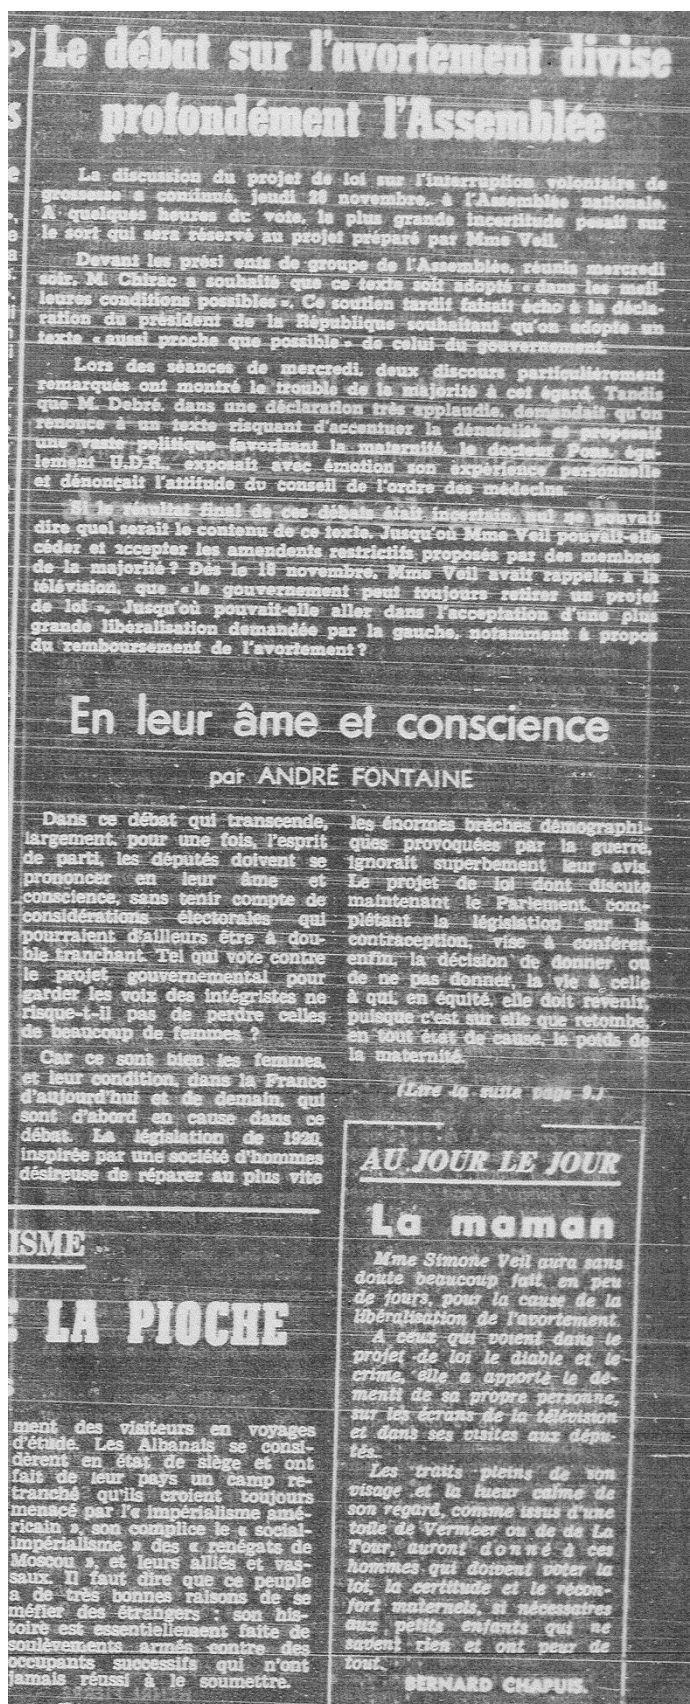 »
Le débat sur l'avortement divise
profondément l'Assemblée
La discussion du projet de loi sur l'interruption volontaire de
grossesse a continué, jeudi 28 novembre, à l'Assemblée nationale.
A quelques heures du vote, la plus grande incertitude pesait sur
le sort qui sera réservé au projet préparé par Mme Veil.
Devant les prési ents de groupe de l'Assemblée, réunis mercredi
soir, M. Chirac a souhaité que ce texte soit adopté « dans les meil-
leures conditions possibles ». Ce soutien tardif faisait écho à la décla-
ration du président de la République souhaitant qu'on adopte un
texte « aussi proche que possible » de celui du gouvernement.
Lors des séances de mercredi, deux discours particulièrement
remarqués ont montré le trouble de la majorité à cet égard. Tandis
que M. Debré, dans une déclaration très applaudie, demandait qu'on
renonce à un texte risquant d'accentuer la dénatalité et proposait
une vaste politique favorisant la maternité, le docteur Fons, éga-
lement U.D.R., exposait avec émotion son expérience personnelle
et dénonçait l'attitude du conseil de l'ordre des médecins.
Si le résultat final de ces débats était incertain, nul ne pouvait
dire quel serait le contenu de ce texte. Jusqu'où Mme Veil pouvait-elle
céder et accepter les amendents restrictifs proposés par des membres
de la majorité ? Dès le 18 novembre, Mme Veil avait rappelé, à la
télévision, que « le gouvernement peut toujours retirer un projet
de loi ». Jusqu'où pouvait-elle aller dans l'acceptation d'une plus
grande libéralisation demandée par la gauche, notamment à propos
du remboursement de l'avortement ?
En leur âme et conscience
par ANDRÉ FONTAINE
Dans ce débat qui transcende,
largement, pour une fois, l'esprit
de parti, les députés doivent se
prononcer en leur âme et
conscience, sans tenir compte de
considérations électorales qui
pourraient d'ailleurs être à dou-
ble tranchant. Tel qui vote contre
le projet gouvernemental pour
garder les voix des intégristes ne
risque-t-il pas de perdre celles
de beaucoup de femmes ?
Car ce sont bien les femmes,
et leur condition, dans la France
d'aujourd'hui et de demain, qui
sont d'abord en cause dans ce
débat. La législation de 1920,
inspirée par une société d'hommes
désireuse de réparer au plus vite
les énormes brèches démographi-
ques provoquées par la guerre,
ignorait superbement leur avis.
Le projet de loi dont discute
maintenant le Parlement, com-
plétant la législation sur la
contraception, vise à conférer,
enfin, la décision de donner, ou
de ne pas donner, la vie à celle
à qui, en équité, elle doit revenir,
puisque c'est sur elle que retombe,
en tout état de cause, le poids de
la maternité.
(Lire la suite page 9.)
AU JOUR LE JOUR
La maman
Mme Simone Veil aura sans
doute beaucoup fait, en peu
de jours, pour la cause de la
libéralisation de l'avortement.
A ceux qui voient dans le
projet de loi le diable et le
crime, elle a apporté le dé-
menti de sa propre personne,
sur les écrans de la télévision
et dans ses visites aux dépu-
tés.
Les traits pleins de son
visage et la lueur calme de
son regard, comme issus d'une
toile de Vermeer ou de de La
Tour, auront donné à ces
hommes qui doivent voter la
loi, la certitude et le récon-
fort maternels, si nécessaires
aux petits enfants qui ne
savent rien et ont peur de
tout.
BERNARD CHAPUIS.
ISME »
LA PIOCHE
ment des visiteurs en voyages
d'étude. Les Albanais se consi-
dèrent en état de siège et ont
fait de leur pays un camp re-
tranché qu'ils croient toujours
menacé par l'« impérialisme amé-
ricain », son complice le « social-
impérialisme » des « renégats de
Moscou », et leurs alliés et vas-
saux. Il faut dire que ce peuple
a de très bonnes raisons de se
méfier des étrangers : son his-
toire est essentiellement faite de
soulèvements armés contre des
occupants successifs qui n'ont
jamais réussi à le soumettre.